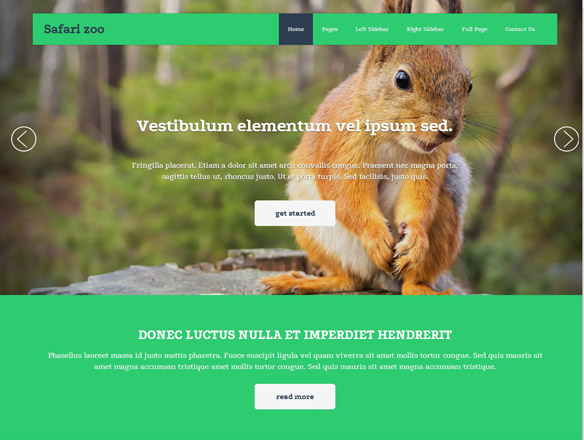 Safari zoo
Home Pages Left Sidebar Right Sidebar Full Page Contact Us
Vestibulum elementum vel ipsum sed.
Fringilla placerat. Etiam a dolor sit amet arcu convallis congue. Praesent nec magna porta,
sagittis tellus ut, rhoncus justo. Ut et porta turpis. Sed facilisis, justo quis.
get started
DONEC LUCTUS NULLA ET IMPERDIET HENDRERIT
Phasellus laoreet massa id justo mattis pharetra. Fusce suscipit ligula vel quam viverra sit amet mollis tortor congue. Sed quis mauris sit
amet magna accumsan tristique amet mollis tortor congue. Sed quis mauris sit amet magna accumsan tristique.
read more